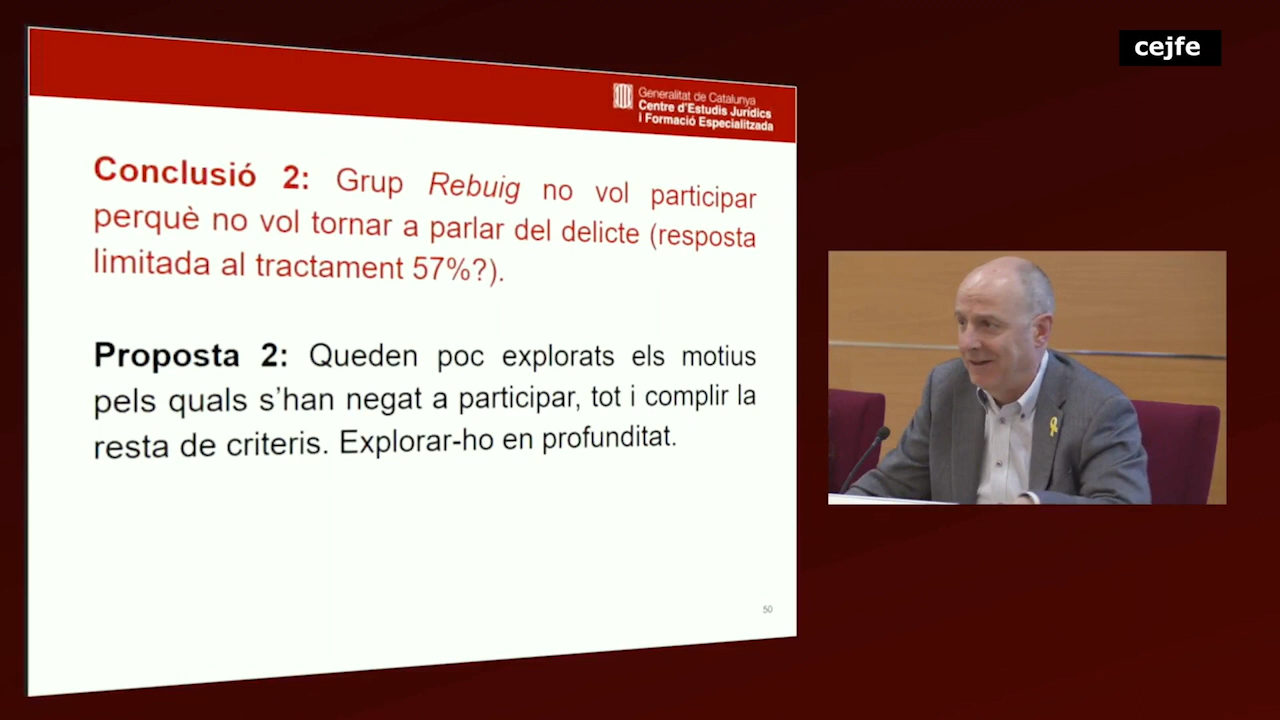 cejfe
Generalitat de Catalunya
Centre d'Estudis Jurídics
i Formació Especialitzada
Conclusió 2: Grup Rebuig no vol participar
perquè no vol tornar a parlar del delicte (resposta
limitada al tractament 57%?).
Proposta 2: Queden poc explorats els motius
pels quals s'han negat a participar, tot i complir la
resta de criteris. Explorar-ho en profunditat.
50